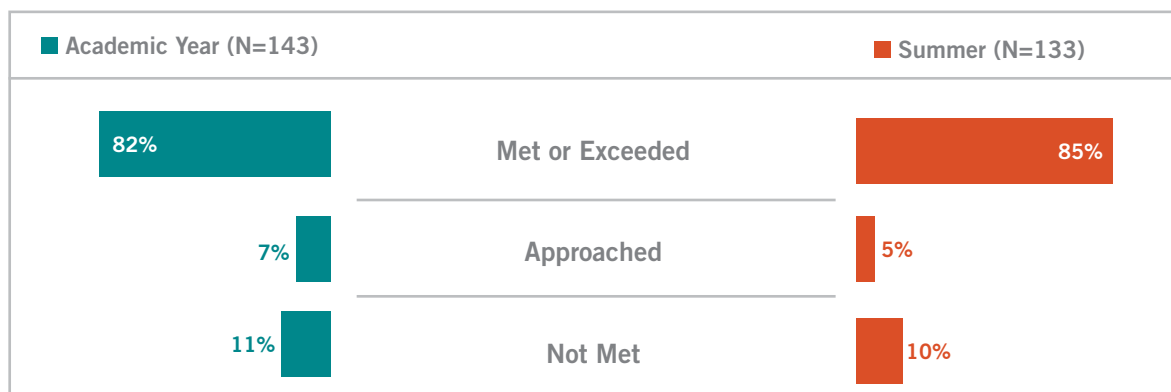 Academic Year (N=143)
Summer (N=133)
82%
Met or Exceeded
85%
7%
Approached
5%
11%
Not Met
10%